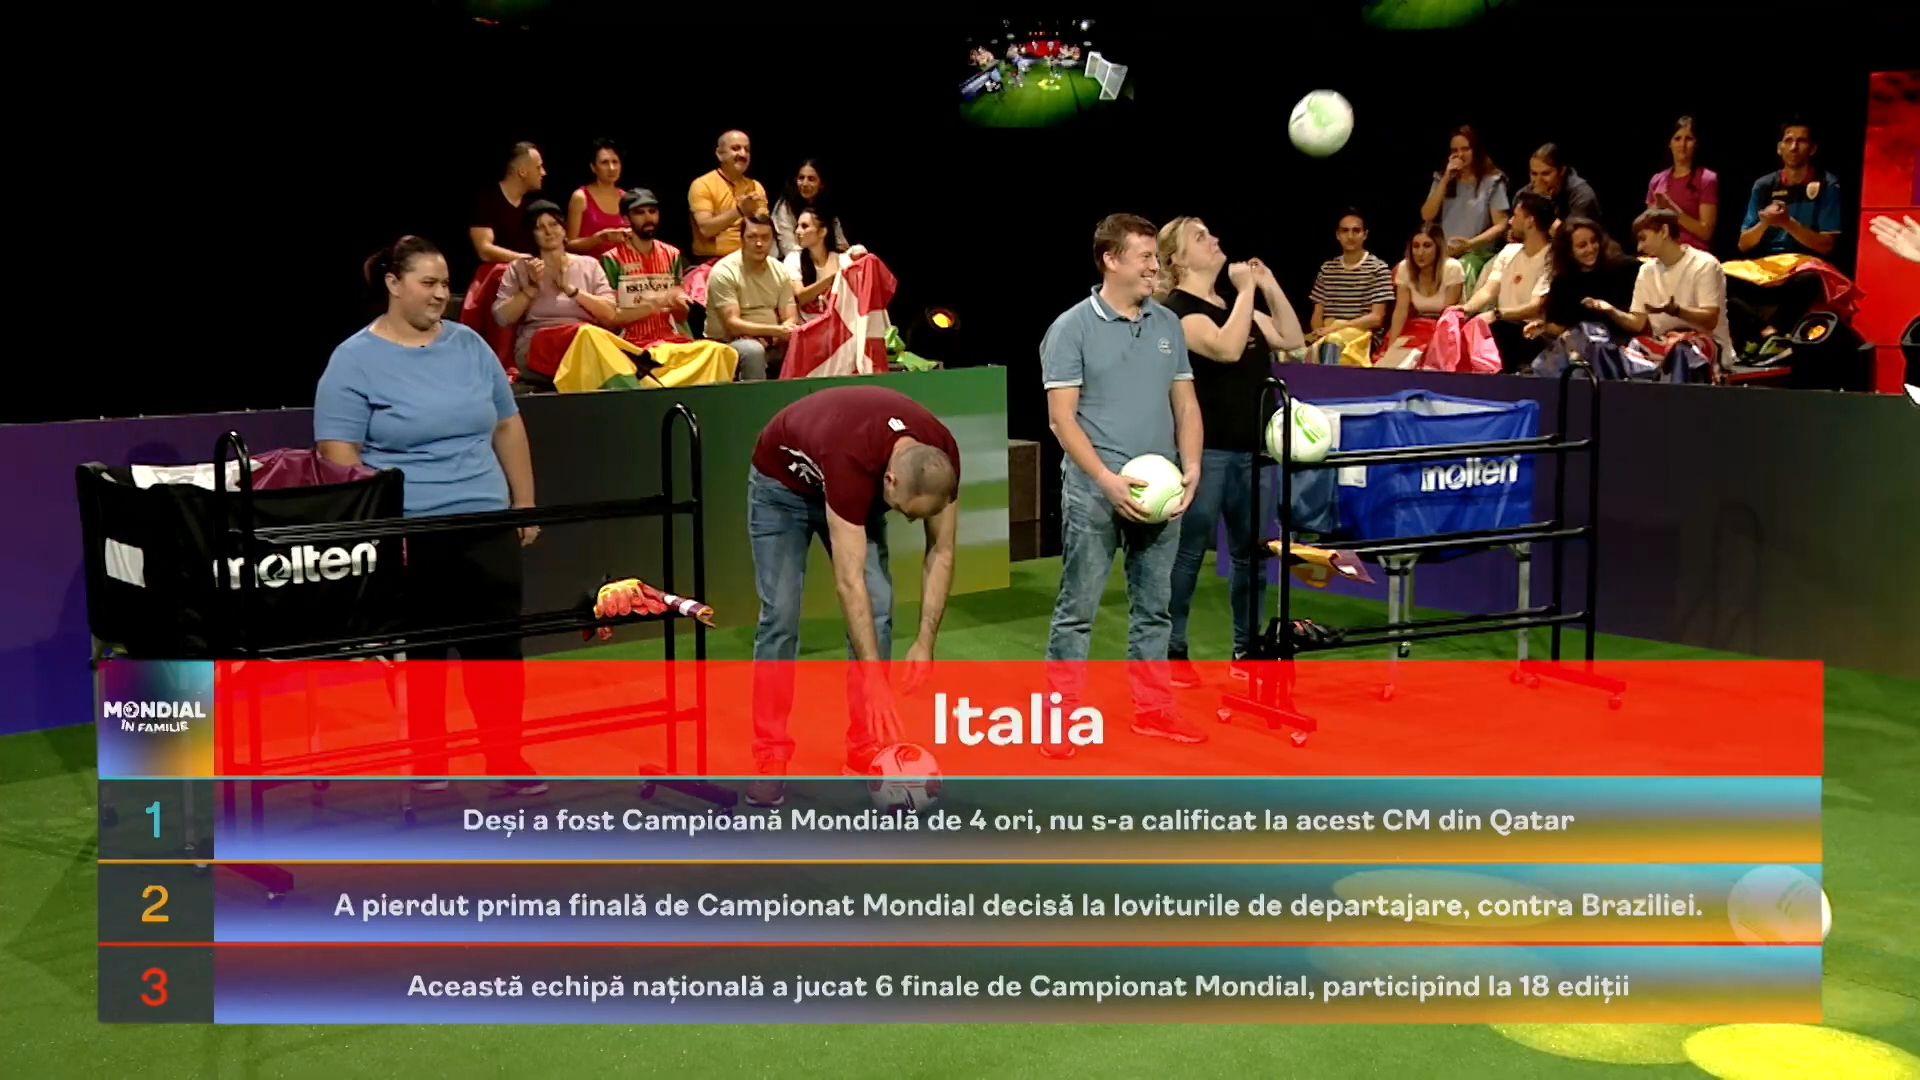 molten
molten
MONDIAL
ÎN FAMILIE
Italia
1
Deși a fost Campioană Mondială de 4 ori, nu s-a calificat la acest CM din Qatar
2
A pierdut prima finală de Campionat Mondial decisă la loviturile de departajare, contra Braziliei.
3
Această echipă națională a jucat 6 finale de Campionat Mondial, participînd la 18 ediții